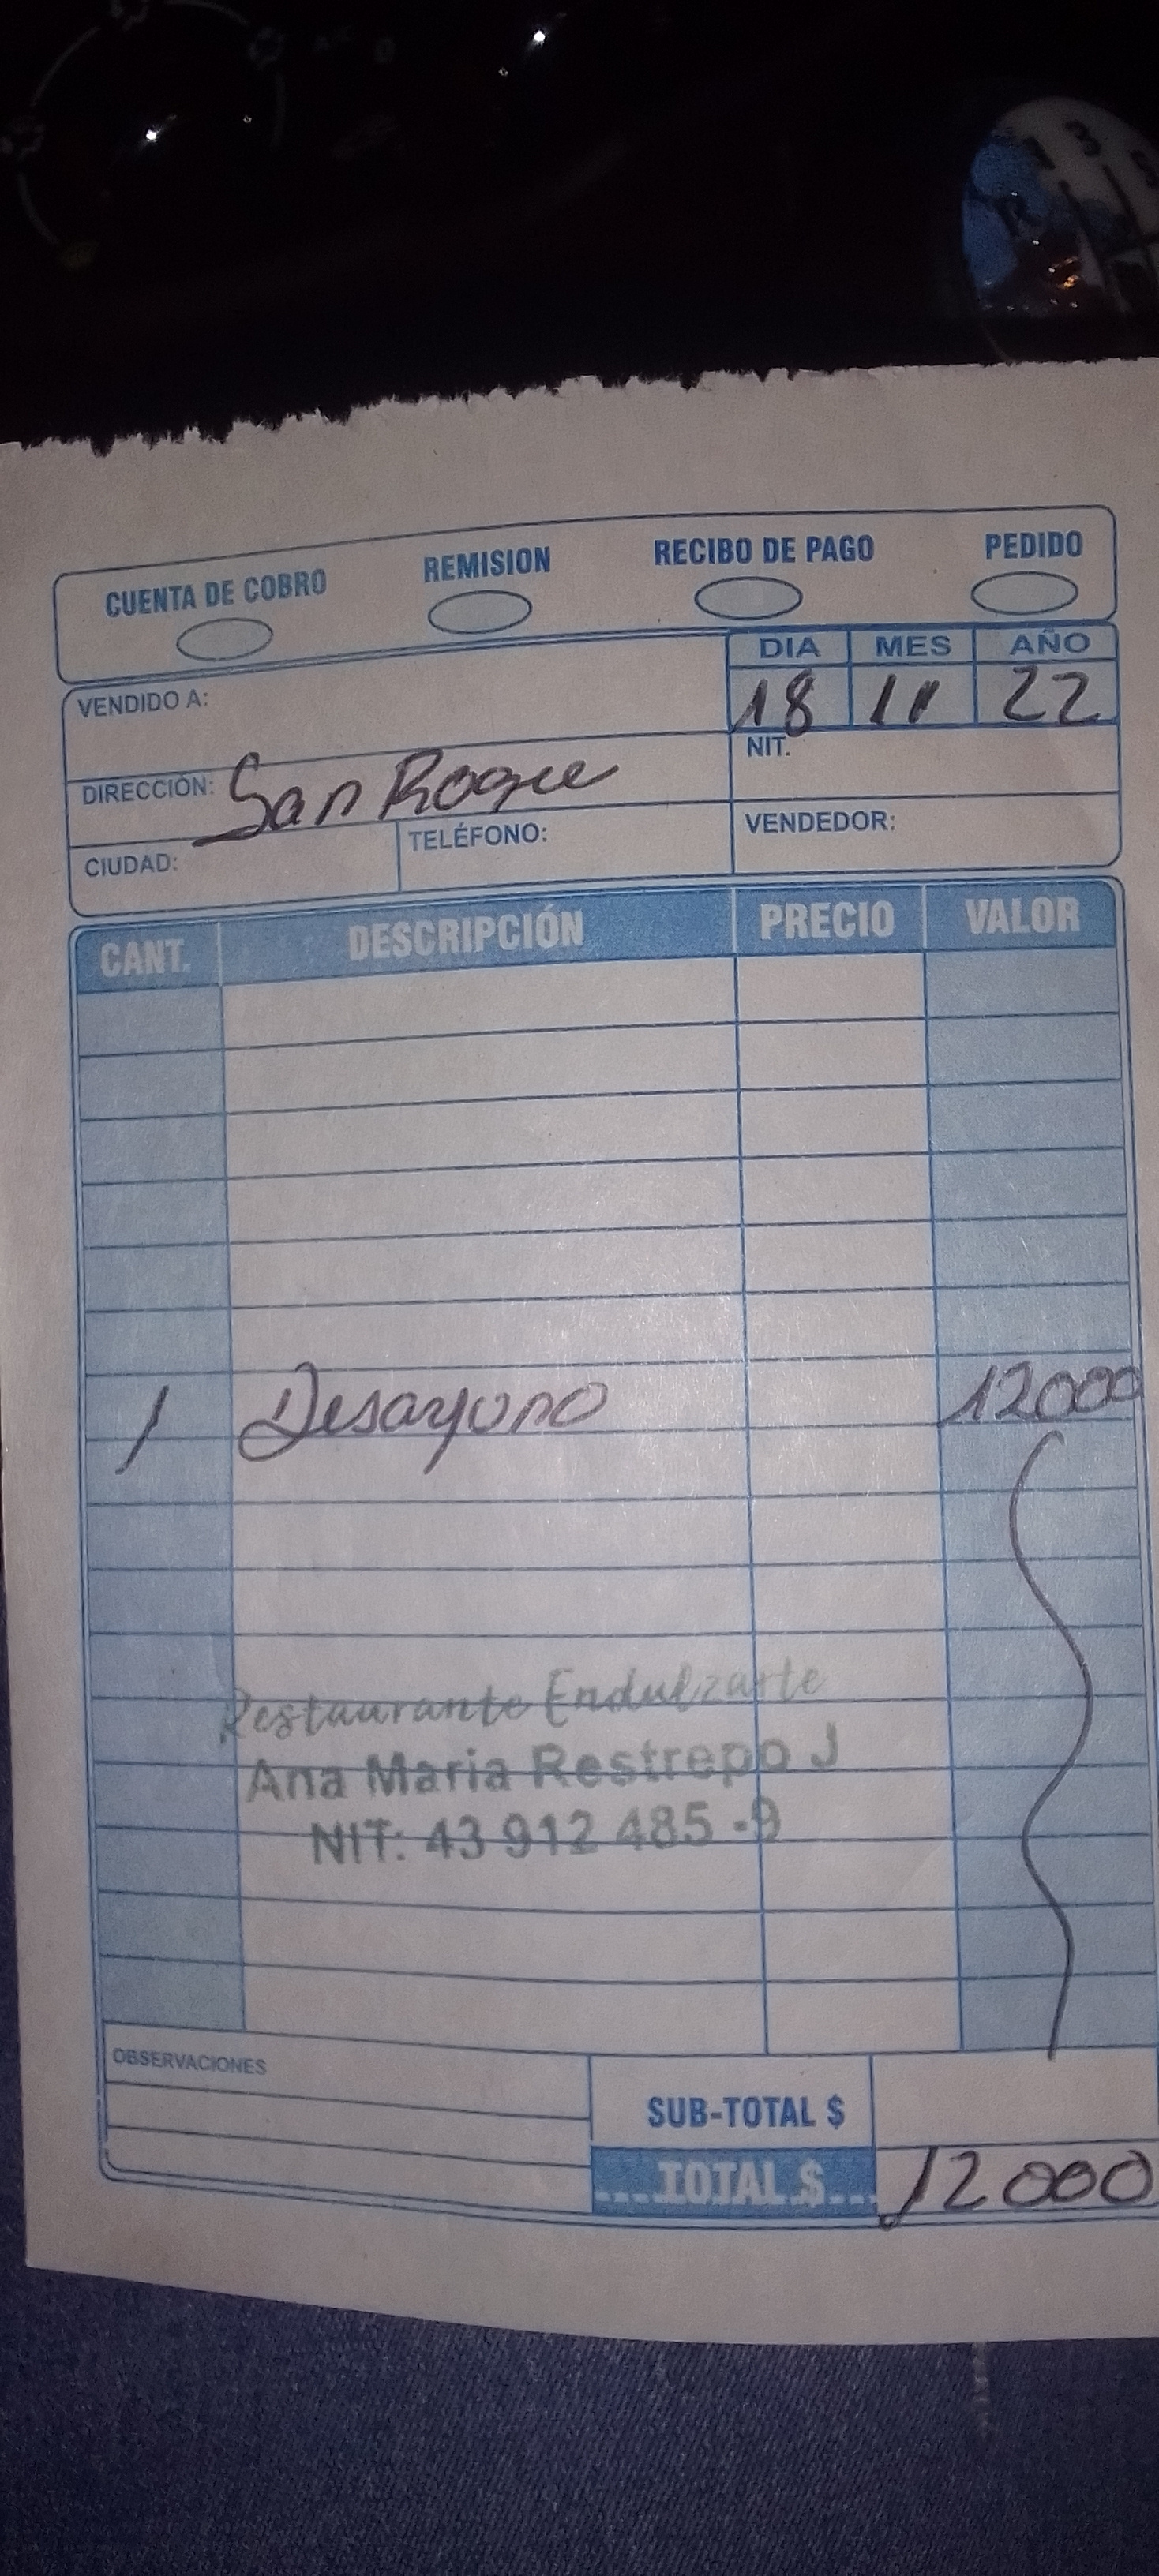 CUENTA DE COBRO REMISION RECIBO DE PAGO PEDIDO
DIA MES AÑO
VENDIDO A: 18 11 22
NIT.
DIRECCIÓN: San Roque
CIUDAD: TELÉFONO: VENDEDOR:
CANT. DESCRIPCIÓN PRECIO VALOR
1 Desayuno 12000
Restaurante Endulzarte
Ana Maria Restrepo J
NIT: 43 912 485 -9
OBSERVACIONES
SUB-TOTAL $
TOTAL $ 12000